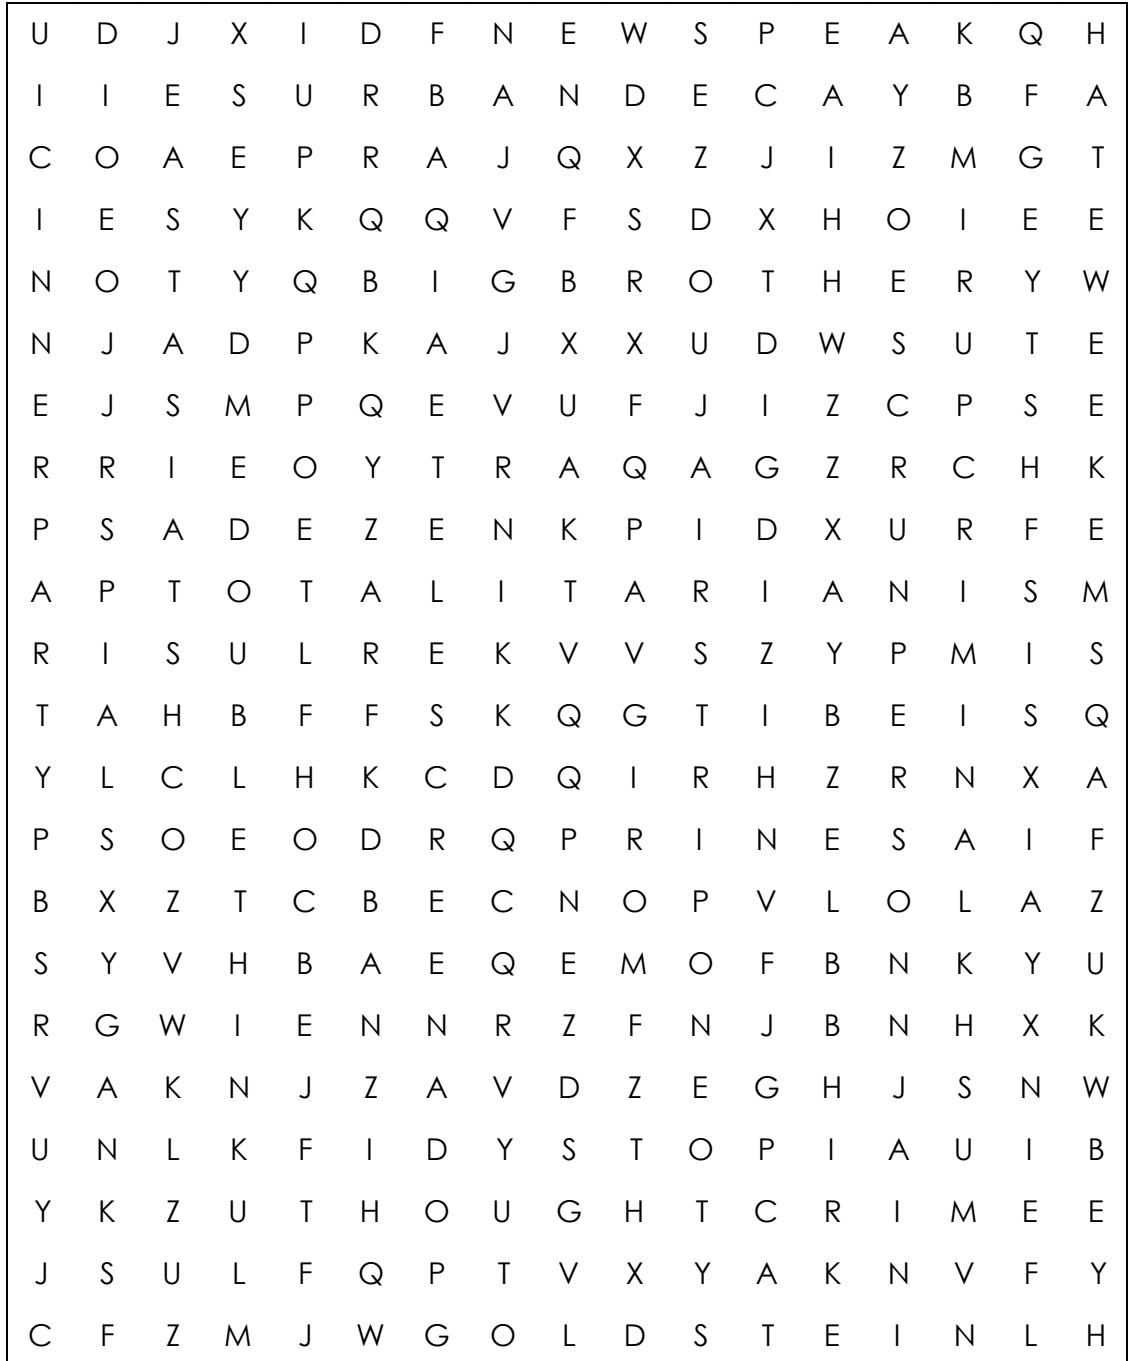 U D J X I D F N E W S P E A K Q H
I I E S U R B A N D E C A Y B F A
C O A E P R A J Q X Z J I Z M G T
I E S Y K Q Q V F S D X H O I E E
N O T Y Q B I G B R O T H E R Y W
N J A D P K A J X X U D W S U T E
E J S M P Q E V U F J I Z C P S E
R R I E O Y T R A Q A G Z R C H K
P S A D E Z E N K P I D X U R F E
A P T O T A L I T A R I A N I S M
R I S U L R E K V V S Z Y P M I S
T A H B F F S K Q G T I B E I S Q
Y L C L H K C D Q I R H Z R N X A
P S O E O D R Q P R I N E S A I F
B X Z T C B E C N O P V L O L A Z
S Y V H B A E Q E M O F B N K Y U
R G W I E N N R Z F N J B N H X K
V A K N J Z A V D Z E G H J S N W
U N L K F I D Y S T O P I A U I B
Y K Z U T H O U G H T C R I M E E
J S U L F Q P T V X Y A K N V F Y
C F Z M J W G O L D S T E I N L H